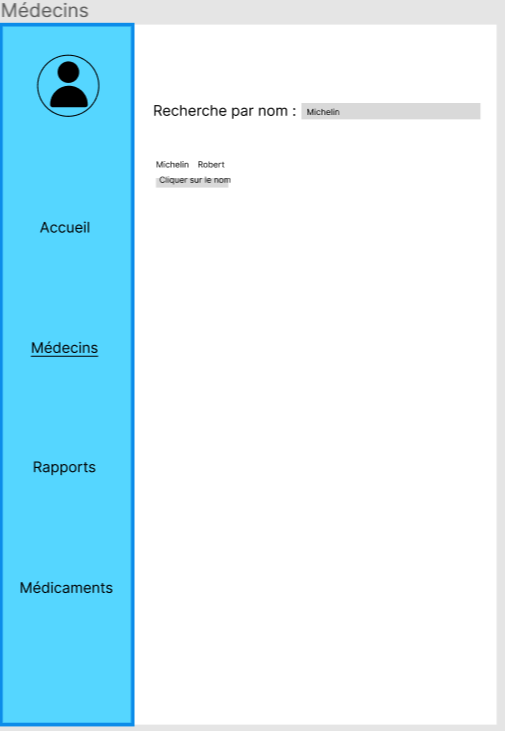 Médecins
Accueil
Médecins
Rapports
Médicaments
Recherche par nom : Michelin
Michelin Robert
Cliquer sur le nom